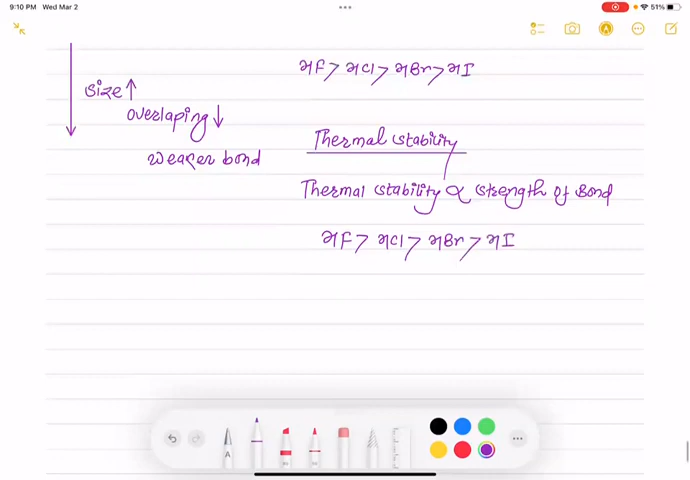 9:10 PM Wed Mar 2
51%
HF > HCl > HBr > HI
Size ↑
overlaping ↓
weaker bond
Thermal stability
Thermal stability ∝ strength of Bond
HF > HCl > HBr > HI
A